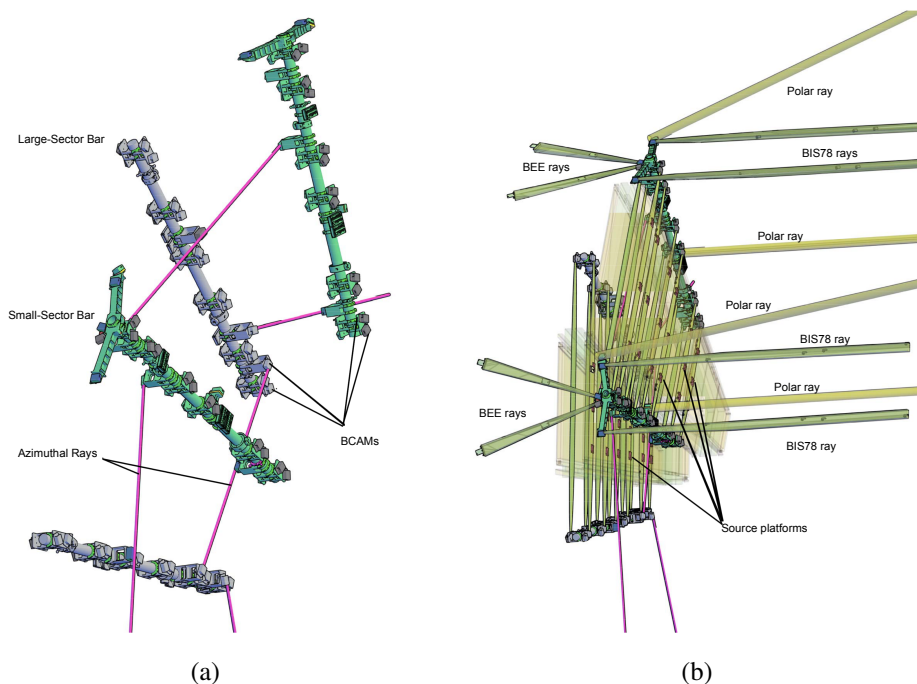 Large-Sector Bar
Small-Sector Bar
Azimuthal Rays
BCAMs
(a)
Polar ray
BIS78 rays
BEE rays
Polar ray
Polar ray
BIS78 ray
Polar ray
BEE rays
BIS78 ray
Source platforms
(b)